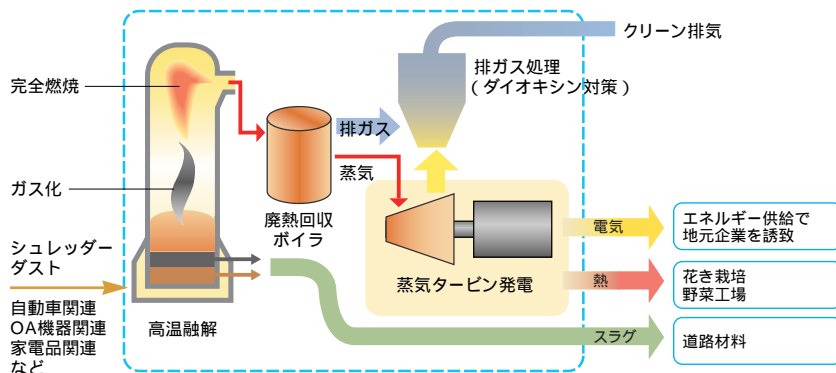 クリーン排気
排ガス処理
(ダイオキシン対策)
完全燃焼
排ガス
蒸気
ガス化
廃熱回収
ボイラ
シュレッダー
ダスト
自動車関連
OA機器関連
家電品関連
など
高温融解
蒸気タービン発電
電気
エネルギー供給で
地元企業を誘致
熱
花き栽培
野菜工場
スラグ
道路材料